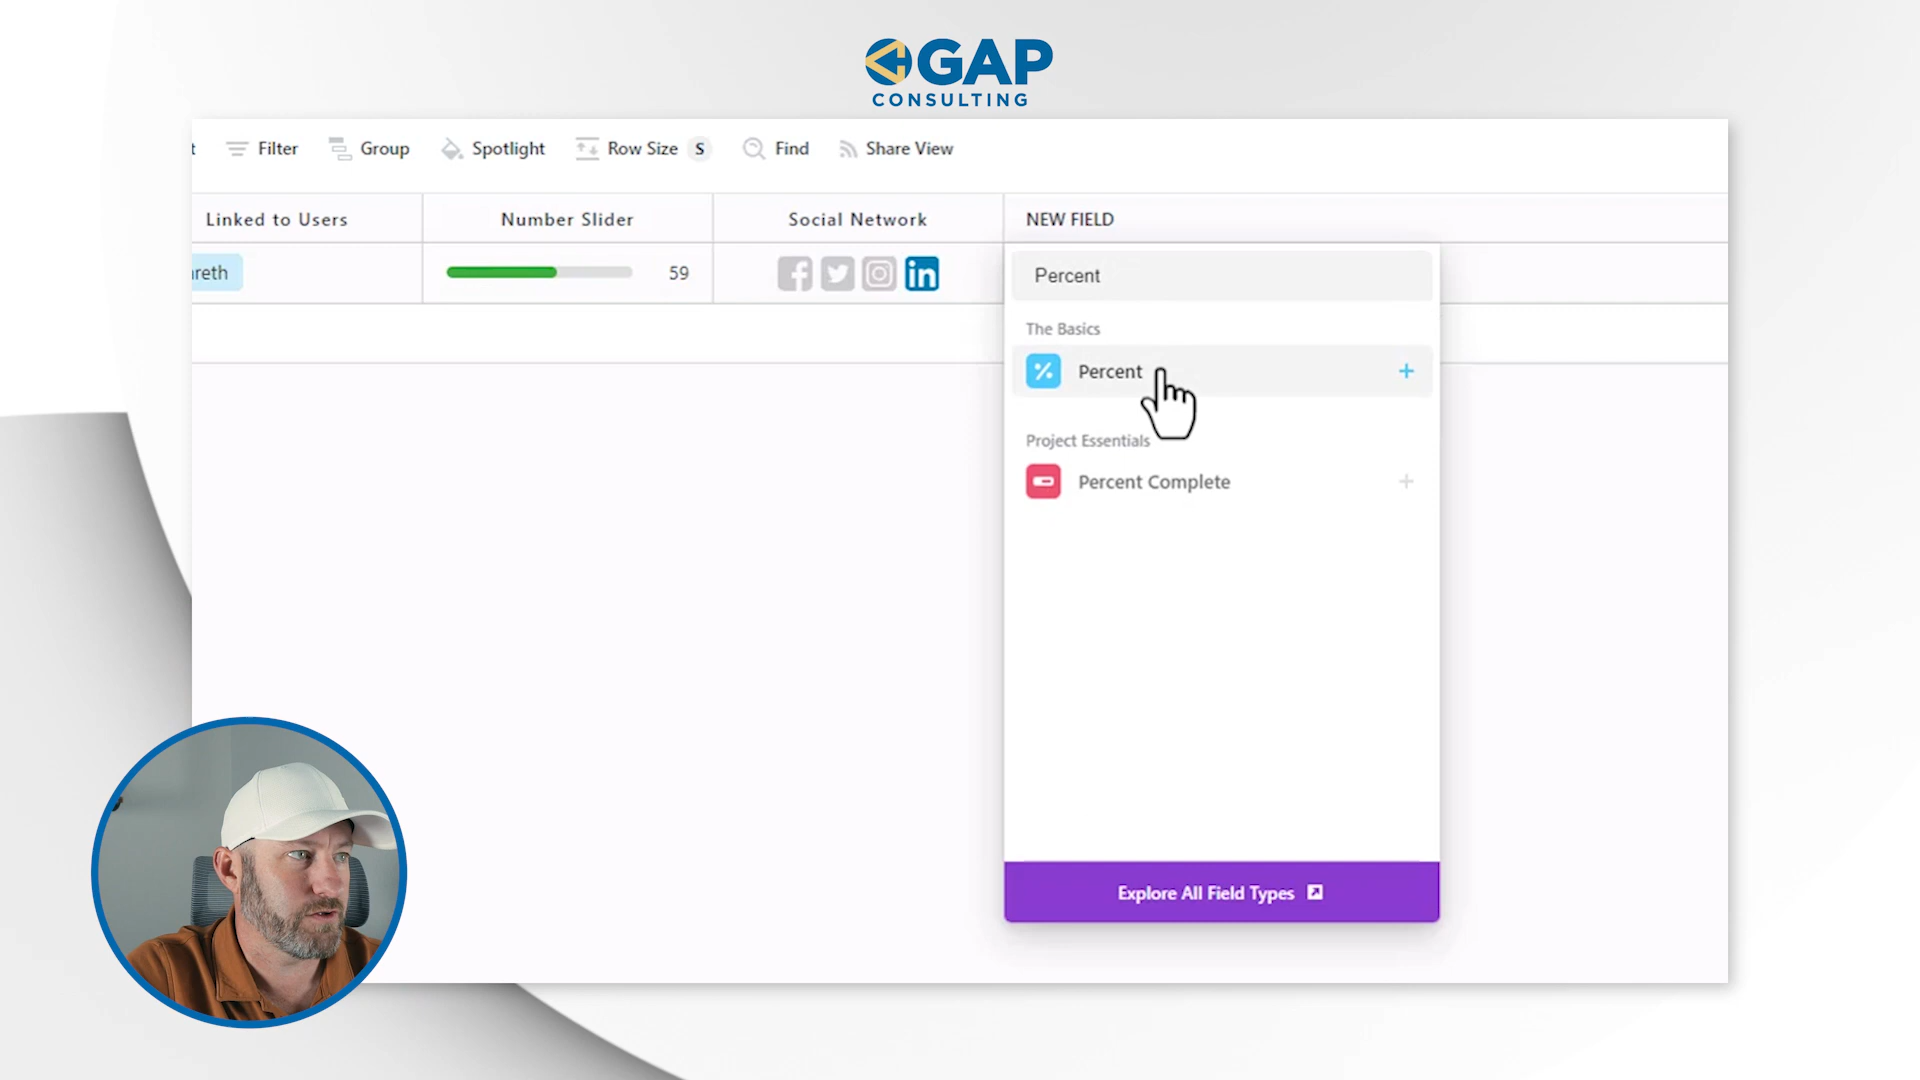 GAP
CONSULTING
t Filter Group Spotlight Row Size S Find Share View
Linked to Users Number Slider Social Network NEW FIELD
reth 59
Percent
The Basics
Percent
Project Essentials
Percent Complete
Explore All Field Types